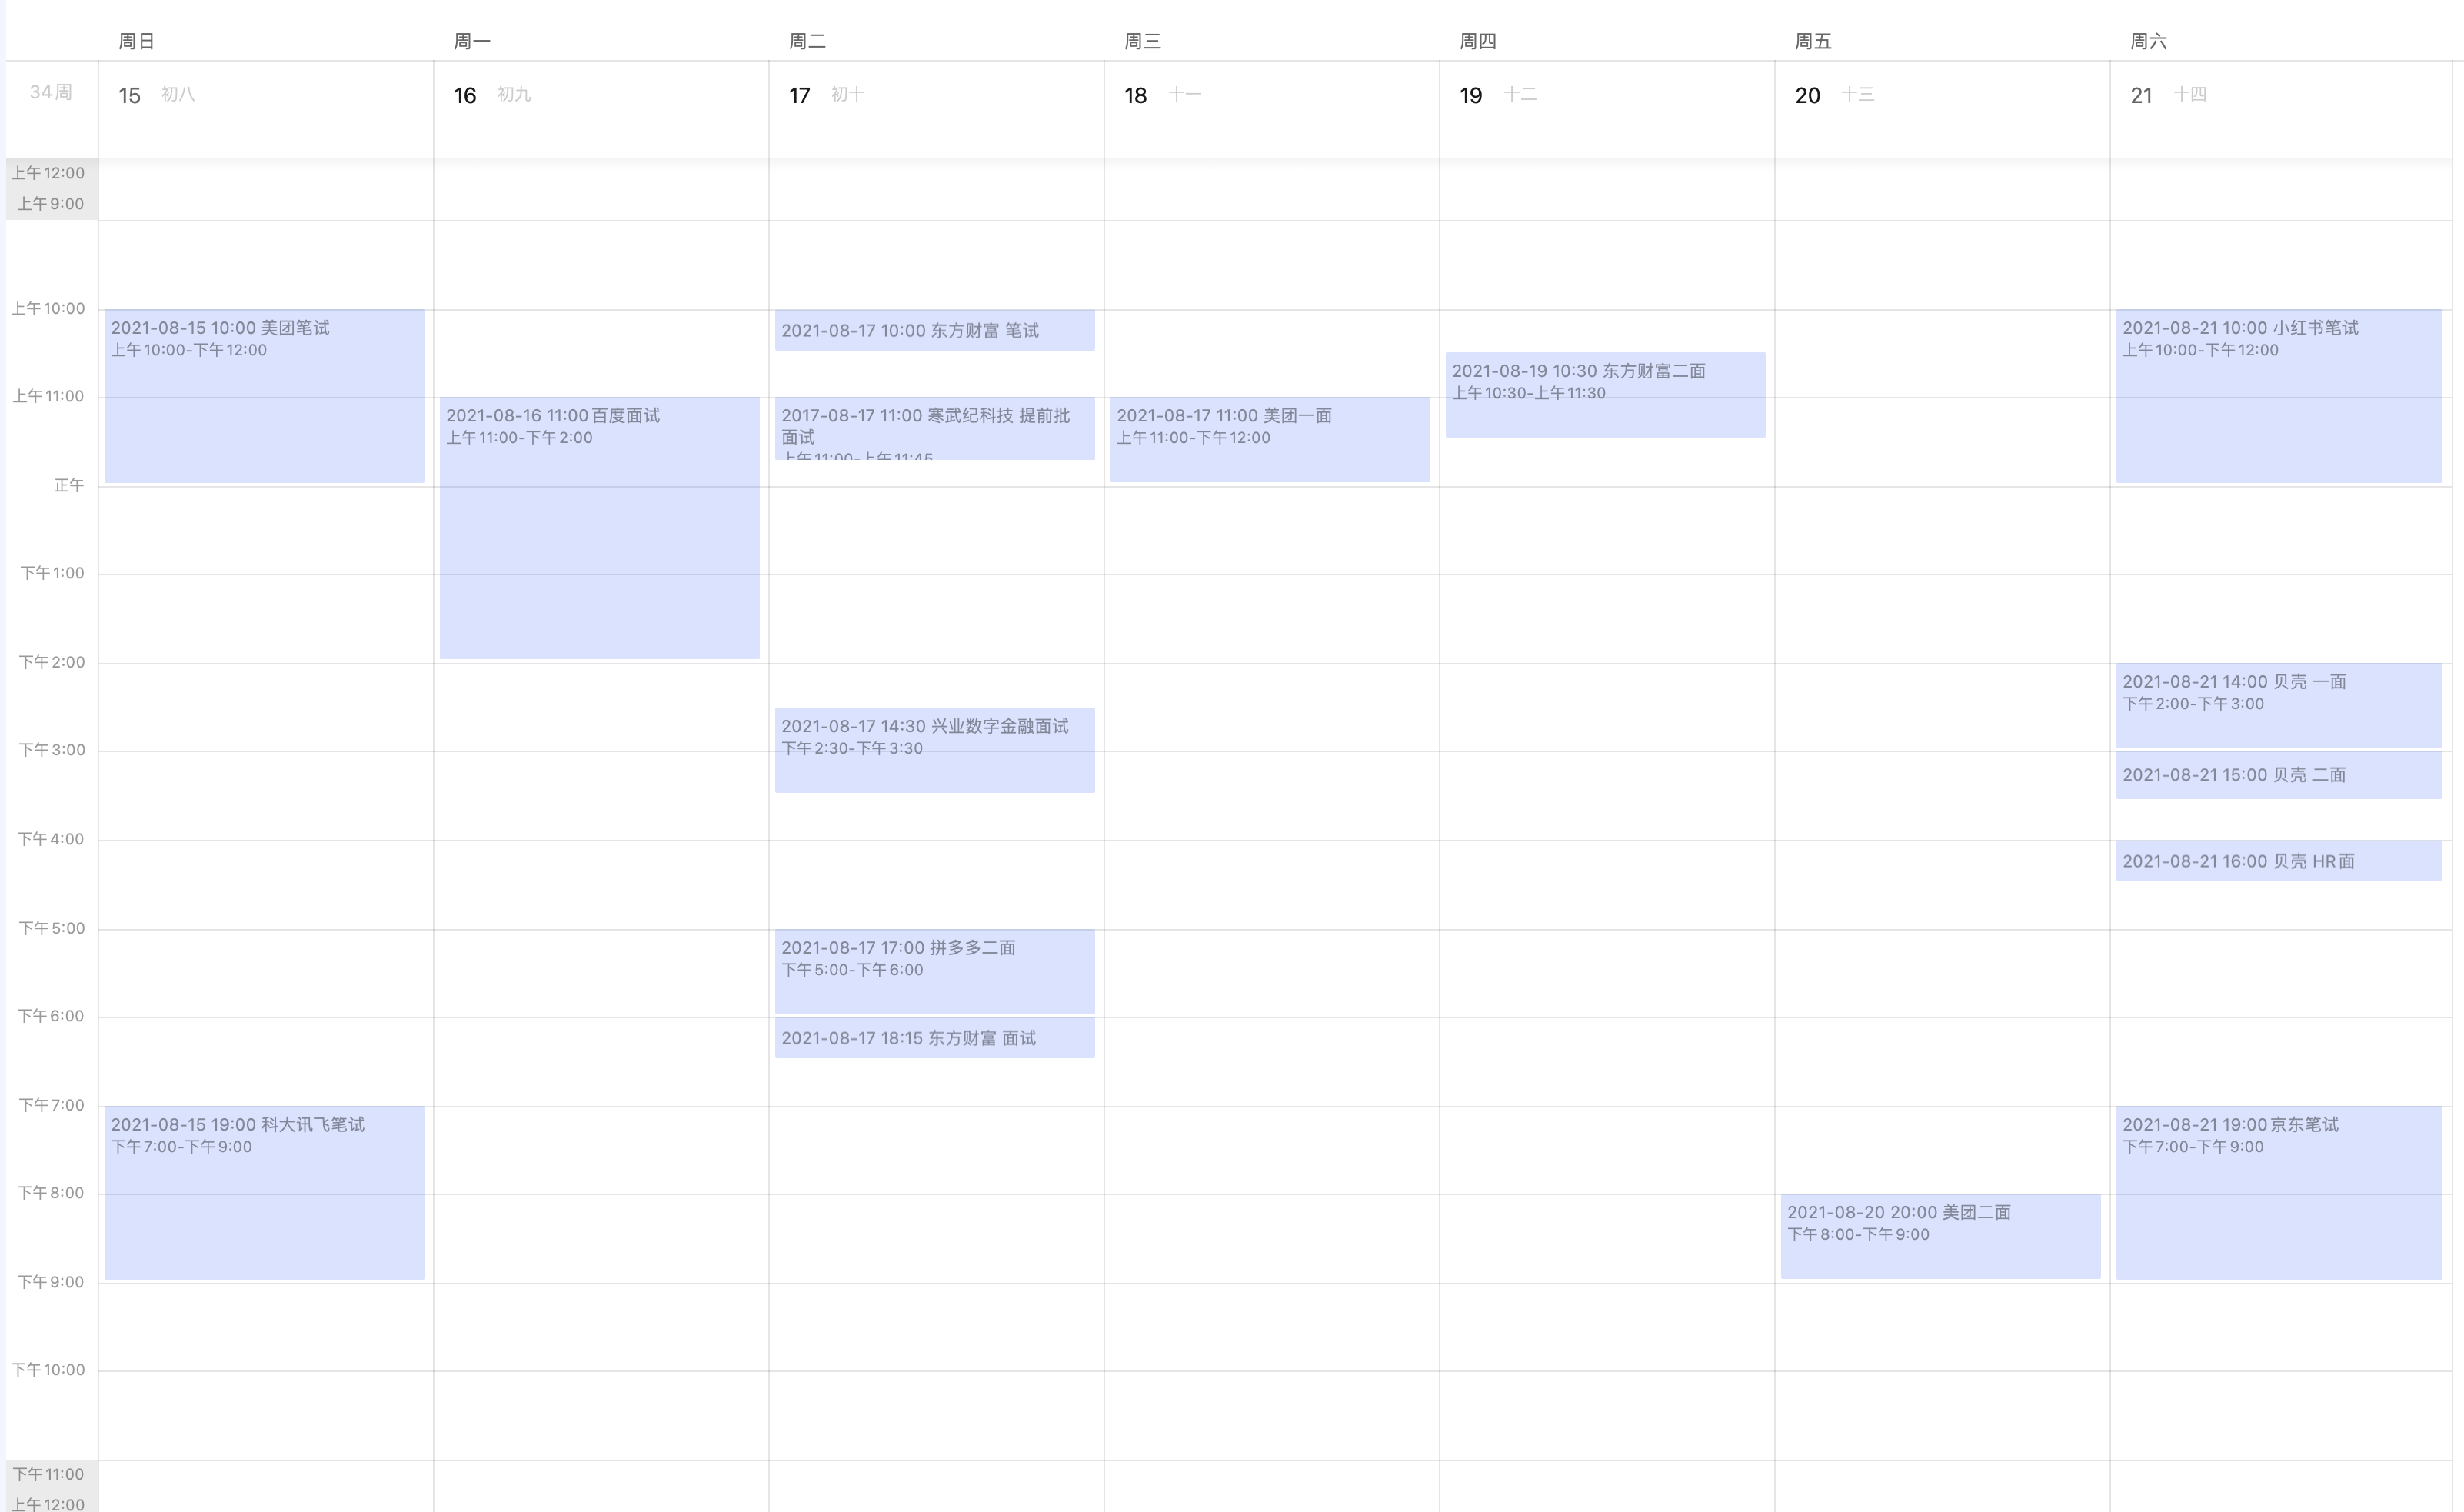 周日 周一 周二 周三 周四 周五 周六
34周 15 初八 16 初九 17 初十 18 十一 19 十二 20 十三 21 十四
上午12:00
上午9:00
上午10:00
上午11:00
正午
下午1:00
下午2:00
下午3:00
下午4:00
下午5:00
下午6:00
下午7:00
下午8:00
下午9:00
下午10:00
下午11:00
上午12:00
2021-08-15 10:00 美团笔试
上午10:00-下午12:00
2021-08-15 19:00 科大讯飞笔试
下午7:00-下午9:00
2021-08-16 11:00百度面试
上午11:00-下午2:00
2021-08-17 10:00 东方财富 笔试
2017-08-17 11:00 寒武纪科技 提前批
面试
上午11:00-上午11:45
2021-08-17 14:30 兴业数字金融面试
下午2:30-下午3:30
2021-08-17 17:00 拼多多二面
下午5:00-下午6:00
2021-08-17 18:15 东方财富 面试
2021-08-17 11:00 美团一面
上午11:00-下午12:00
2021-08-19 10:30 东方财富二面
上午10:30-上午11:30
2021-08-20 20:00 美团二面
下午8:00-下午9:00
2021-08-21 10:00 小红书笔试
上午10:00-下午12:00
2021-08-21 14:00 贝壳 一面
下午2:00-下午3:00
2021-08-21 15:00 贝壳 二面
2021-08-21 16:00 贝壳 HR面
2021-08-21 19:00京东笔试
下午7:00-下午9:00